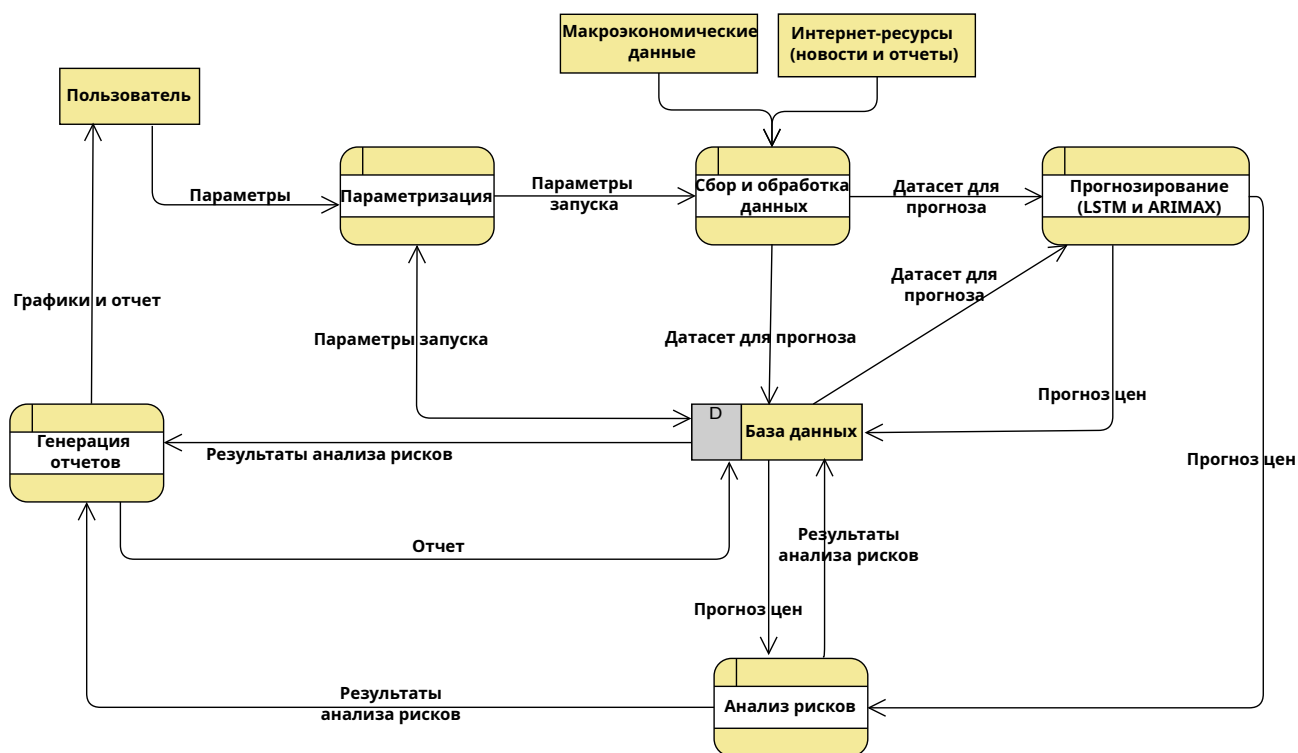 Макроэкономические
данные
Интернет-ресурсы
(новости и отчеты)
Пользователь
Параметры
Параметризация
Параметры
запуска
Сбор и обработка
данных
Датасет для
прогноза
Прогнозирование
(LSTM и ARIMAX)
Датасет для
прогноза
Графики и отчет
Параметры запуска
Датасет для прогноза
Прогноз цен
D
База данных
Генерация
отчетов
Результаты анализа рисков
Прогноз цен
Отчет
Результаты
анализа рисков
Прогноз цен
Результаты
анализа рисков
Анализ рисков